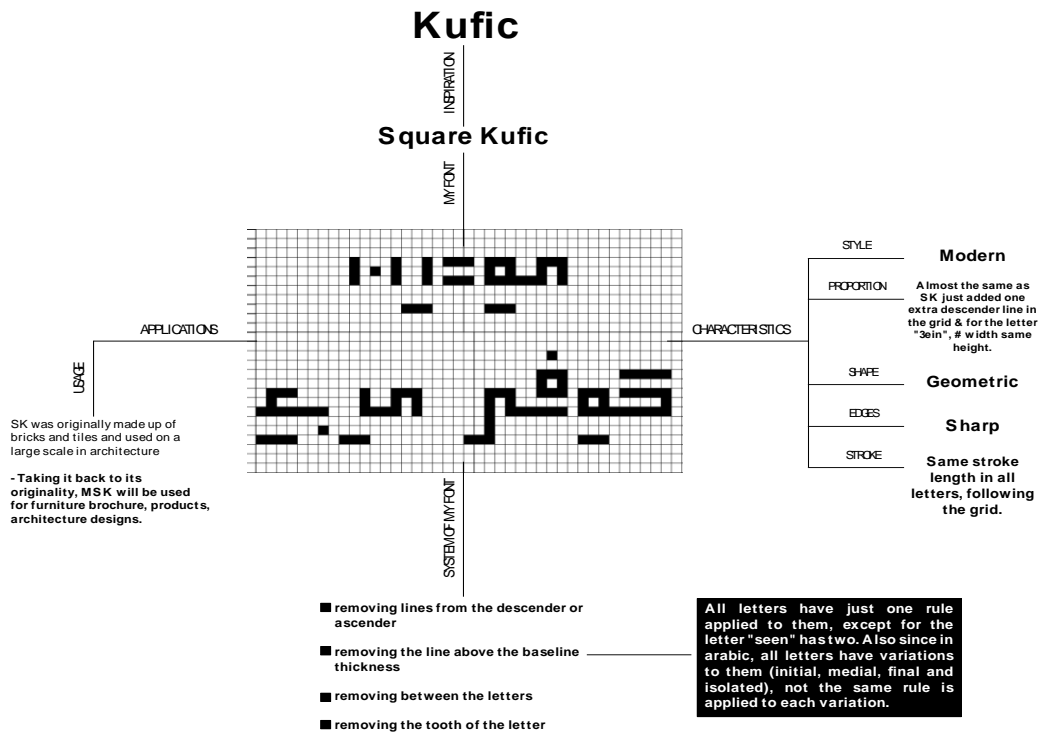 Kufic
INSPIRATION
Square Kufic
MY FONT
STYLE
Modern
PROPORTION
Almost the same as
SK just added one
extra descender line in
the grid & for the letter
"3ein", # width same
height.
CHARACTERISTICS
SHAPE
Geometric
EDGES
Sharp
STROKE
Same stroke
length in all
letters, following
the grid.
APPLICATIONS
USAGE
SK was originally made up of
bricks and tiles and used on a
large scale in architecture
- Taking it back to its
originality, MSK will be used
for furniture brochure, products,
architecture designs.
SYSTEM OF MY FONT
removing lines from the descender or
ascender
removing the line above the baseline
thickness
removing between the letters
removing the tooth of the letter
All letters have just one rule
applied to them, except for the
letter "seen" has two. Also since in
arabic, all letters have variations
to them (initial, medial, final and
isolated), not the same rule is
applied to each variation.